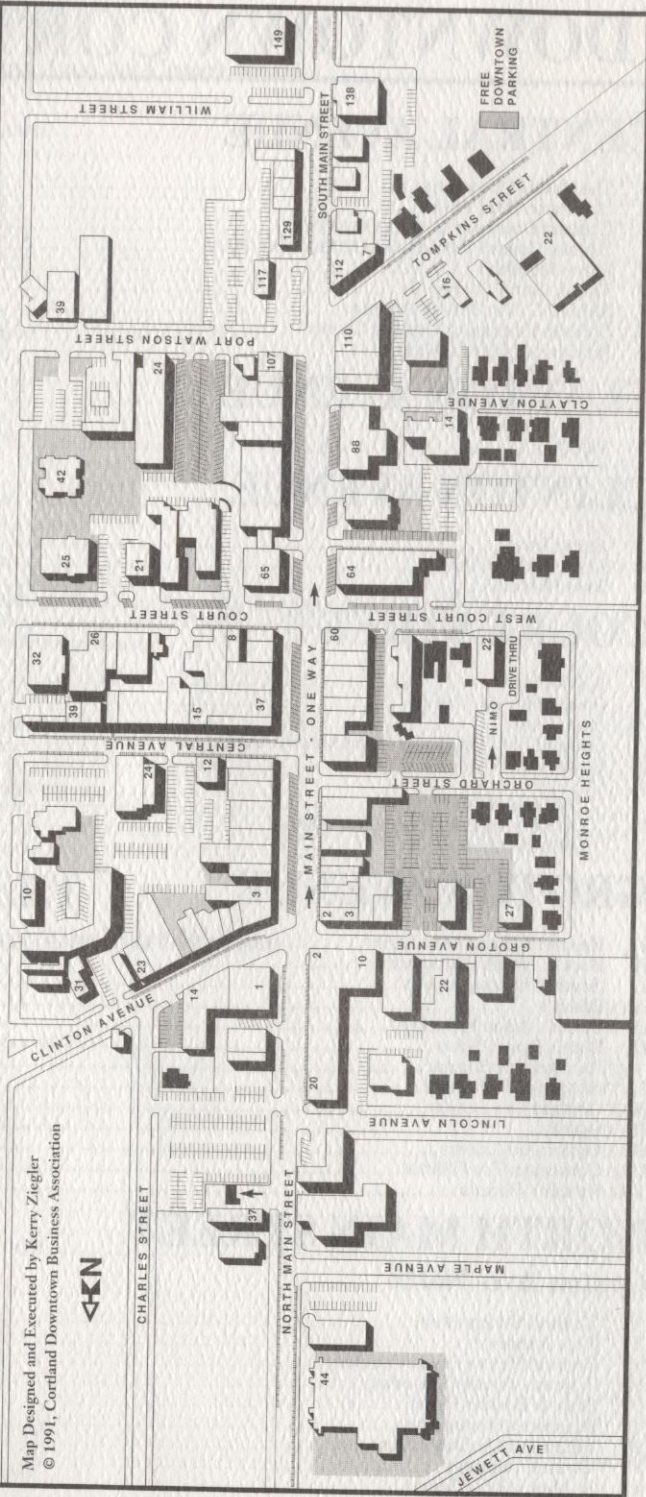 Map Designed and Executed by Kerry Ziegler
© 1991, Cortland Downtown Business Association
N
CHARLES STREET
CLINTON AVENUE
31
23
10
24
12
3
CENTRAL AVENUE
39
32
26
15
8
37
COURT STREET
25
42
21
24
65
107
PORT WATSON STREET
39
117
129
WILLIAM STREET
149
37
14
1
NORTH MAIN STREET
MAIN STREET - ONE WAY
SOUTH MAIN STREET
44
JEWETT AVE
MAPLE AVENUE
LINCOLN AVENUE
20
2
10
22
GROTON AVENUE
2
3
27
ORCHARD STREET
NIMO
MONROE HEIGHTS
60
22
DRIVE THRU
WEST COURT STREET
64
88
14
CLAYTON AVENUE
110
16
22
TOMPKINS STREET
112
7
138
FREE
DOWNTOWN
PARKING